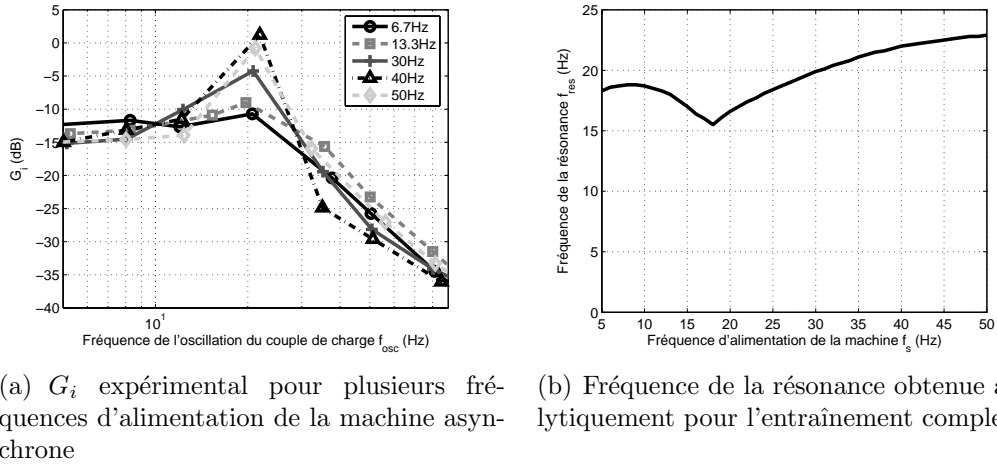 5
0
−5
−10
−15
−20
−25
−30
−35
−40
G_i (dB)
10^1
Fréquence de l'oscillation du couple de charge f_osc (Hz)
6.7Hz
13.3Hz
30Hz
40Hz
50Hz
25
20
15
10
5
0
Fréquence de la résonance f_res (Hz)
5 10 15 20 25 30 35 40 45 50
Fréquence d'alimentation de la machine f_s (Hz)
(a) G_i expérimental pour plusieurs fré-
quences d'alimentation de la machine asyn-
chrone
(b) Fréquence de la résonance obtenue a
lytiquement pour l'entraînement comple